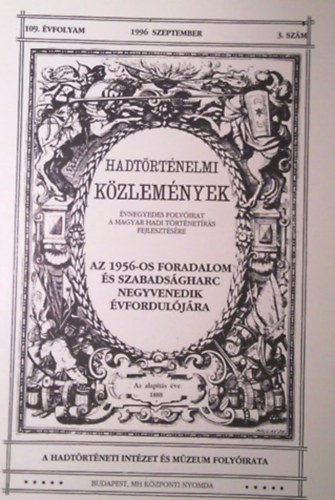 109. ÉVFOLYAM 1996 SZEPTEMBER 3. SZÁM
HADTÖRTÉNELMI
KÖZLEMÉNYEK
ÉVNEGYEDES FOLYÓIRAT
A MAGYAR HADI TÖRTÉNETÍRÁS
FEJLESZTÉSÉRE
AZ 1956-OS FORADALOM
ÉS SZABADSÁGHARC
NEGYVENEDIK
ÉVFORDULÓJÁRA
Az alapítás éve
1888
A HADTÖRTÉNETI INTÉZET ÉS MÚZEUM FOLYÓIRATA
BUDAPEST, MH KÖZPONTI NYOMDA